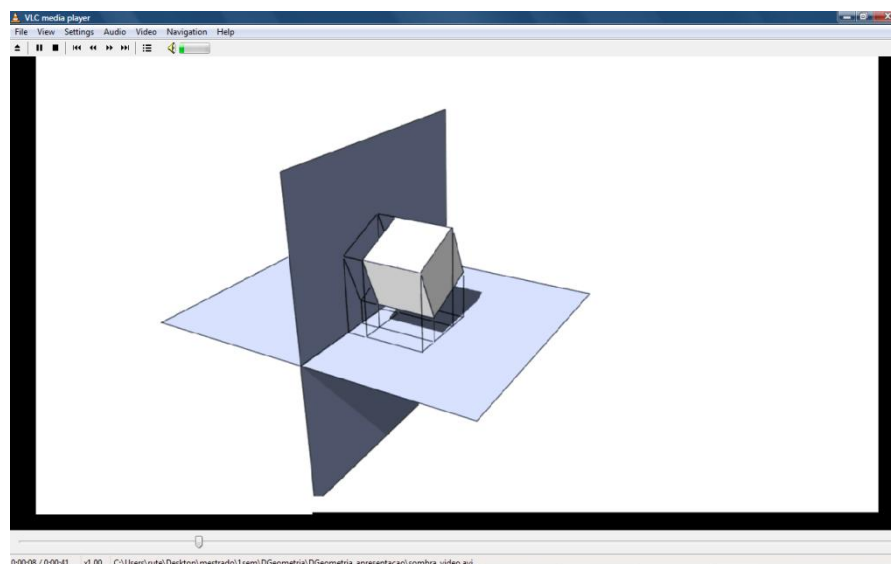 VLC media player
File View Settings Audio Video Navigation Help
0:00:08 / 0:00:41 x1.00 C:\Users\rute\Desktop\mestrado\1sem\DGeometria\DGeometria_apresentacao\sombra_video.avi